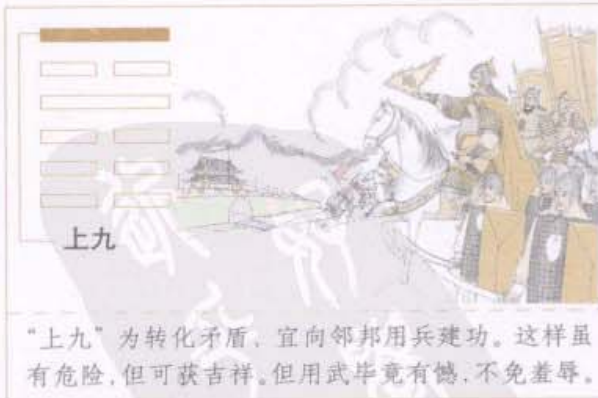 上九
“上九”为转化矛盾、宜向邻邦用兵建功。这样虽
有危险,但可获吉祥。但用武毕竟有憾,不免羞辱。